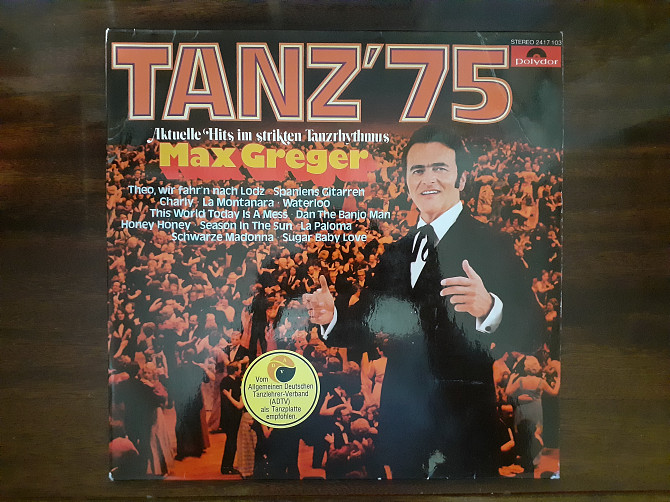 STEREO 2417 103
polydor
TANZ'75
Aktuelle Hits im strikten Tanzrhythmus
Max Greger
Theo, wir fahr'n nach Lodz · Spaniens Gitarren
Charly · La Montanara · Waterloo
This World Today Is A Mess · Dan The Banjo Man
Honey Honey · Season In The Sun · La Paloma
Schwarze Madonna · Sugar Baby Love
Vom
Allgemeinen Deutschen
Tanzlehrer-Verband
(ADTV)
als Tanzplatte
empfohlen.